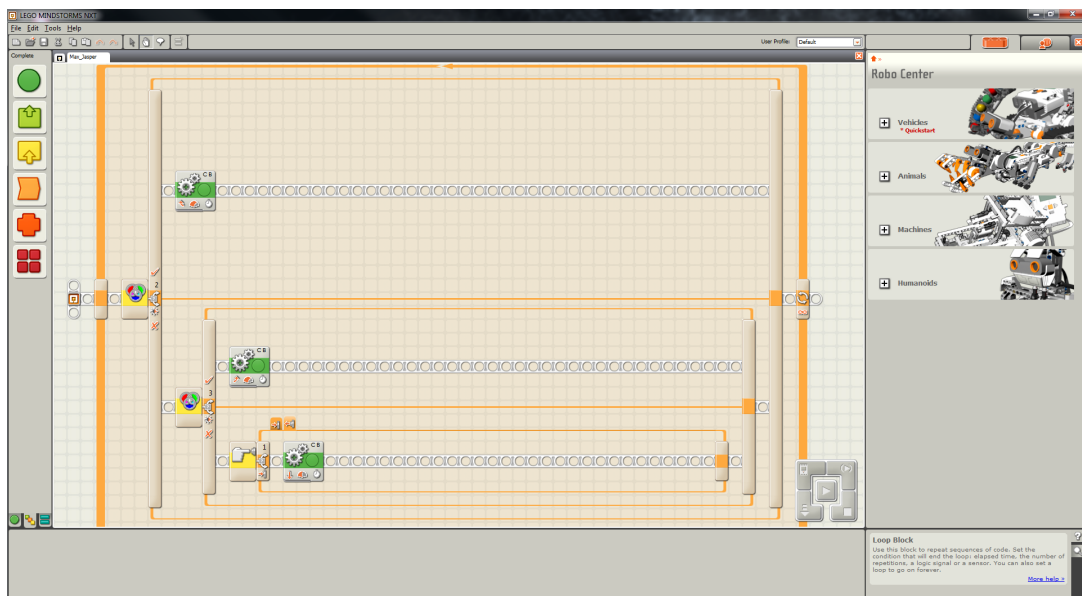 LEGO MINDSTORMS NXT
File Edit Tools Help
User Profile: Default
Complete
Max_Jasper
Robo Center
Vehicles
* Quickstart
Animals
Machines
Humanoids
C B
2
C B
3
1
C B
Loop Block
Use this block to repeat sequences of code. Set the
condition that will end the loop: elapsed time, the number of
repetitions, a logic signal or a sensor. You can also set a
loop to go on forever.
More help »
?